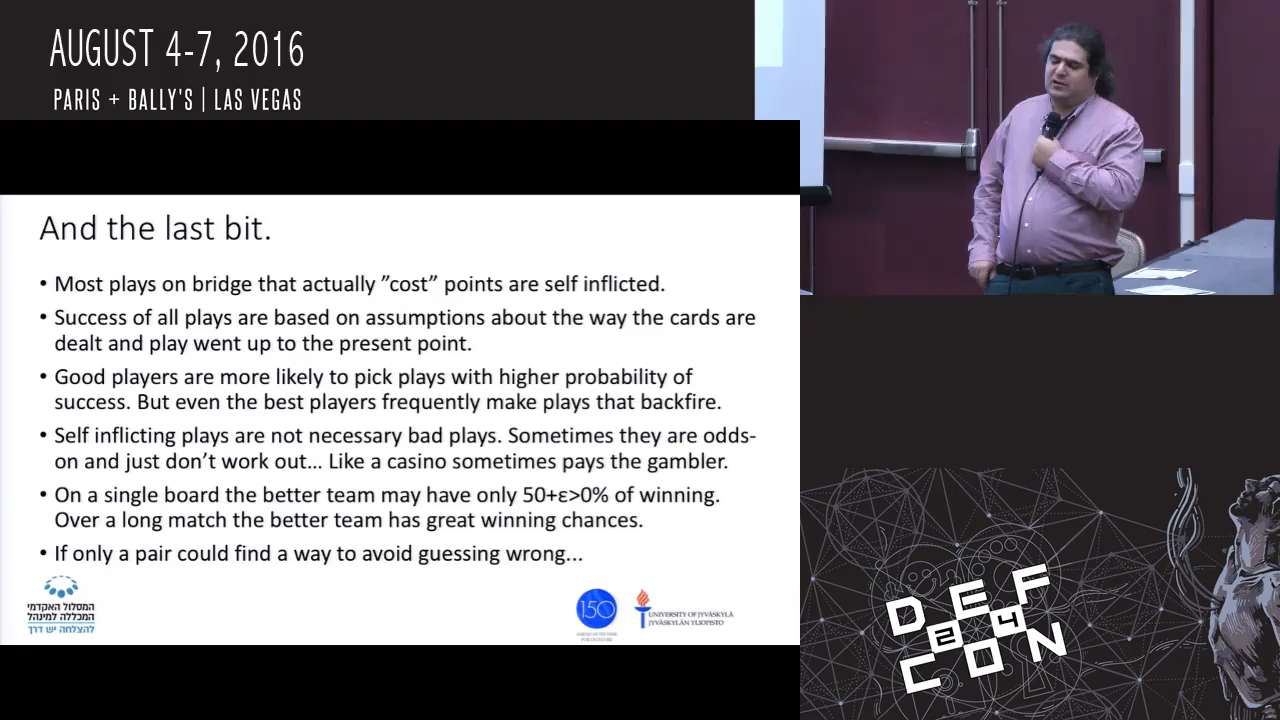 AUGUST 4-7, 2016
PARIS + BALLY'S | LAS VEGAS
And the last bit.
• Most plays on bridge that actually ”cost” points are self inflicted.
• Success of all plays are based on assumptions about the way the cards are
dealt and play went up to the present point.
• Good players are more likely to pick plays with higher probability of
success. But even the best players frequently make plays that backfire.
• Self inflicting plays are not necessary bad plays. Sometimes they are odds-
on and just don’t work out... Like a casino sometimes pays the gambler.
• On a single board the better team may have only 50+ε>0% of winning.
Over a long match the better team has great winning chances.
• If only a pair could find a way to avoid guessing wrong...
המסלול האקדמי
המכללה למינהל
להצלחה יש דרך
150
UNIVERSITY OF JYVÄSKYLÄ
JYVÄSKYLÄN YLIOPISTO
DEF
24
CON